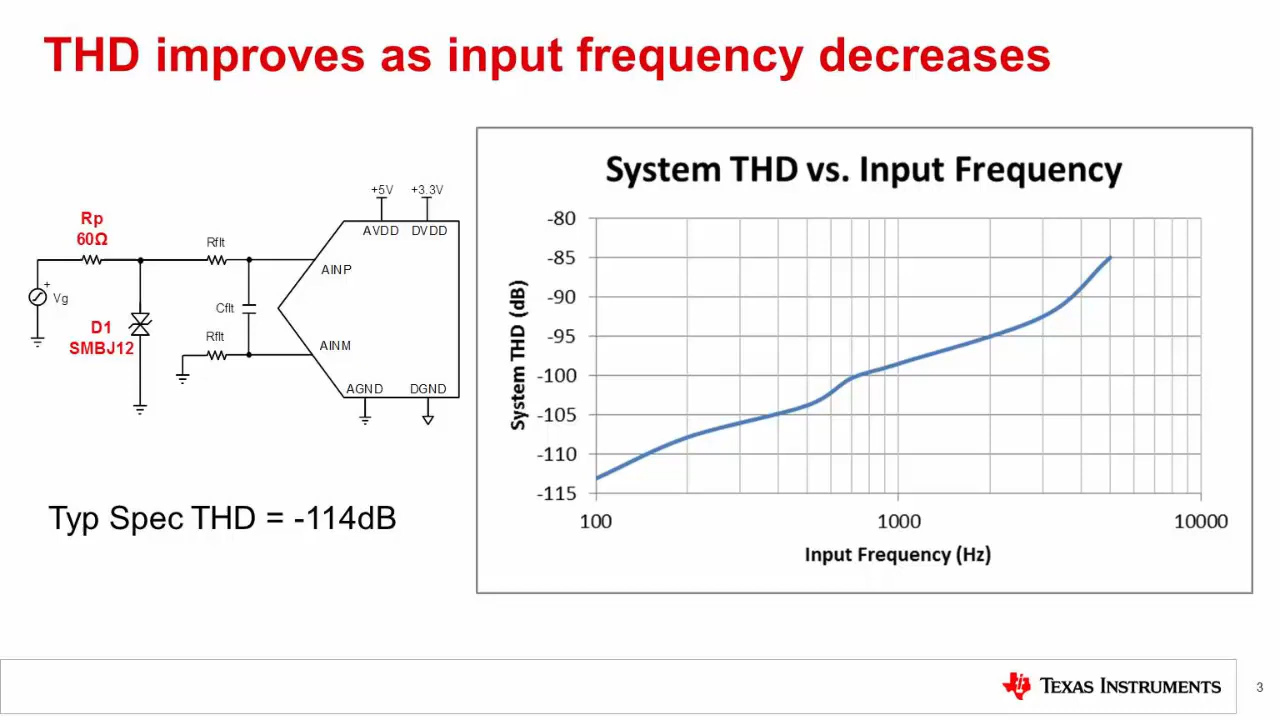 THD improves as input frequency decreases
+5V +3.3V
AVDD DVDD
Rp
60Ω
Rflt
AINP
+
Vg
Cflt
D1
SMBJ12
Rflt
AINM
AGND DGND
Typ Spec THD = -114dB
System THD vs. Input Frequency
System THD (dB)
-80
-85
-90
-95
-100
-105
-110
-115
100 1000 10000
Input Frequency (Hz)
TEXAS INSTRUMENTS
3